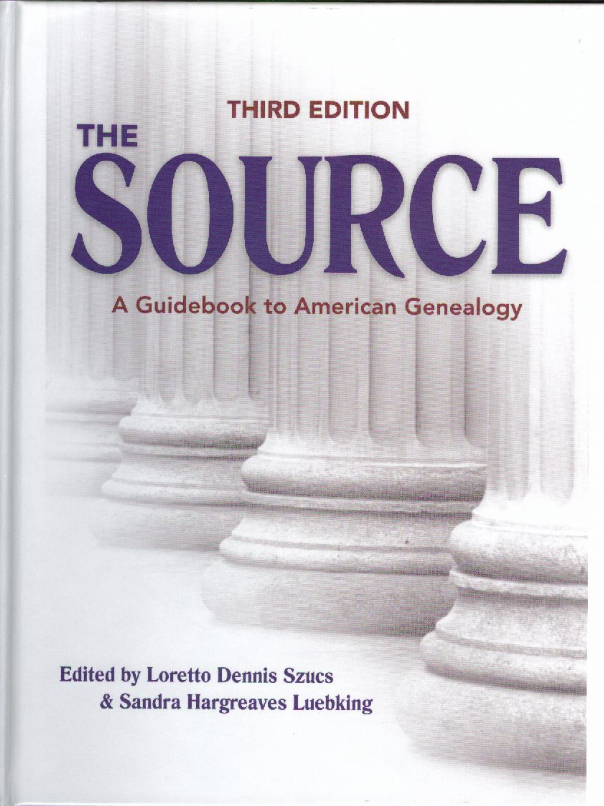 THIRD EDITION
THE
SOURCE
A Guidebook to American Genealogy
Edited by Loretto Dennis Szucs
& Sandra Hargreaves Luebking